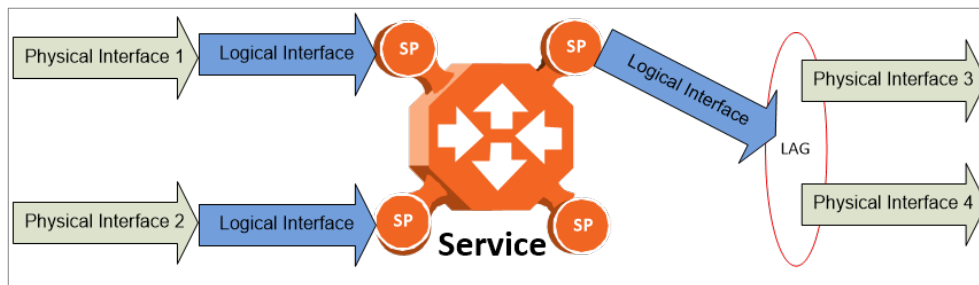 Physical Interface 1
Logical Interface
SP
SP
Logical Interface
Physical Interface 3
LAG
Physical Interface 2
Logical Interface
SP
SP
Service
Physical Interface 4